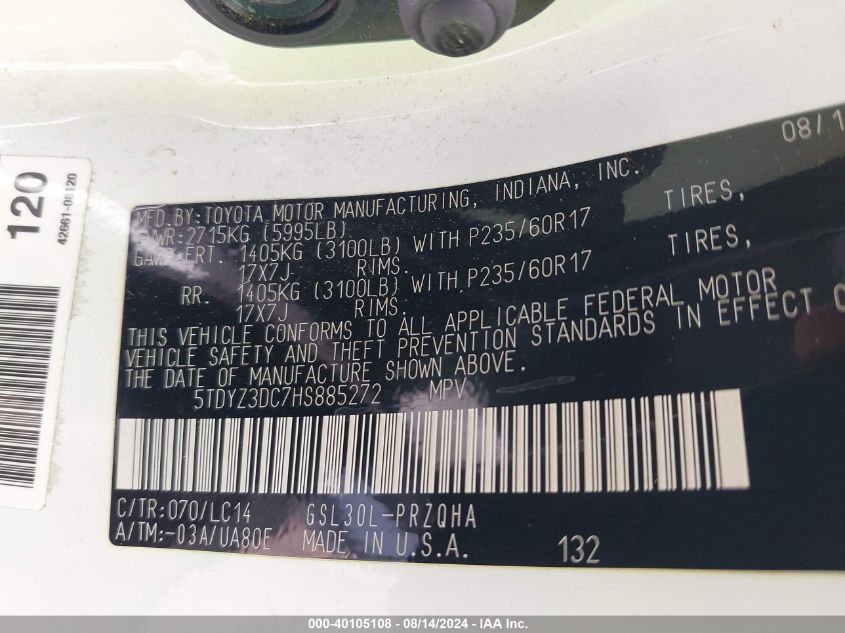 120
42661-08120
08/1
MFD.BY:TOYOTA MOTOR MANUFACTURING, INDIANA, INC.
GVWR:2715KG (5995LB)
GAWR FRT. 1405KG (3100LB) WITH P235/60R17 TIRES,
17X7J RIMS.
RR. 1405KG (3100LB) WITH P235/60R17 TIRES,
17X7J RIMS.
THIS VEHICLE CONFORMS TO ALL APPLICABLE FEDERAL MOTOR
VEHICLE SAFETY AND THEFT PREVENTION STANDARDS IN EFFECT O
THE DATE OF MANUFACTURE SHOWN ABOVE.
5TDYZ3DC7HS885272 MPV
C/TR:070/LC14 GSL30L-PRZQHA
A/TM:-03A/UA80E MADE IN U.S.A. 132
000-40105108 - 08/14/2024 - IAA Inc.